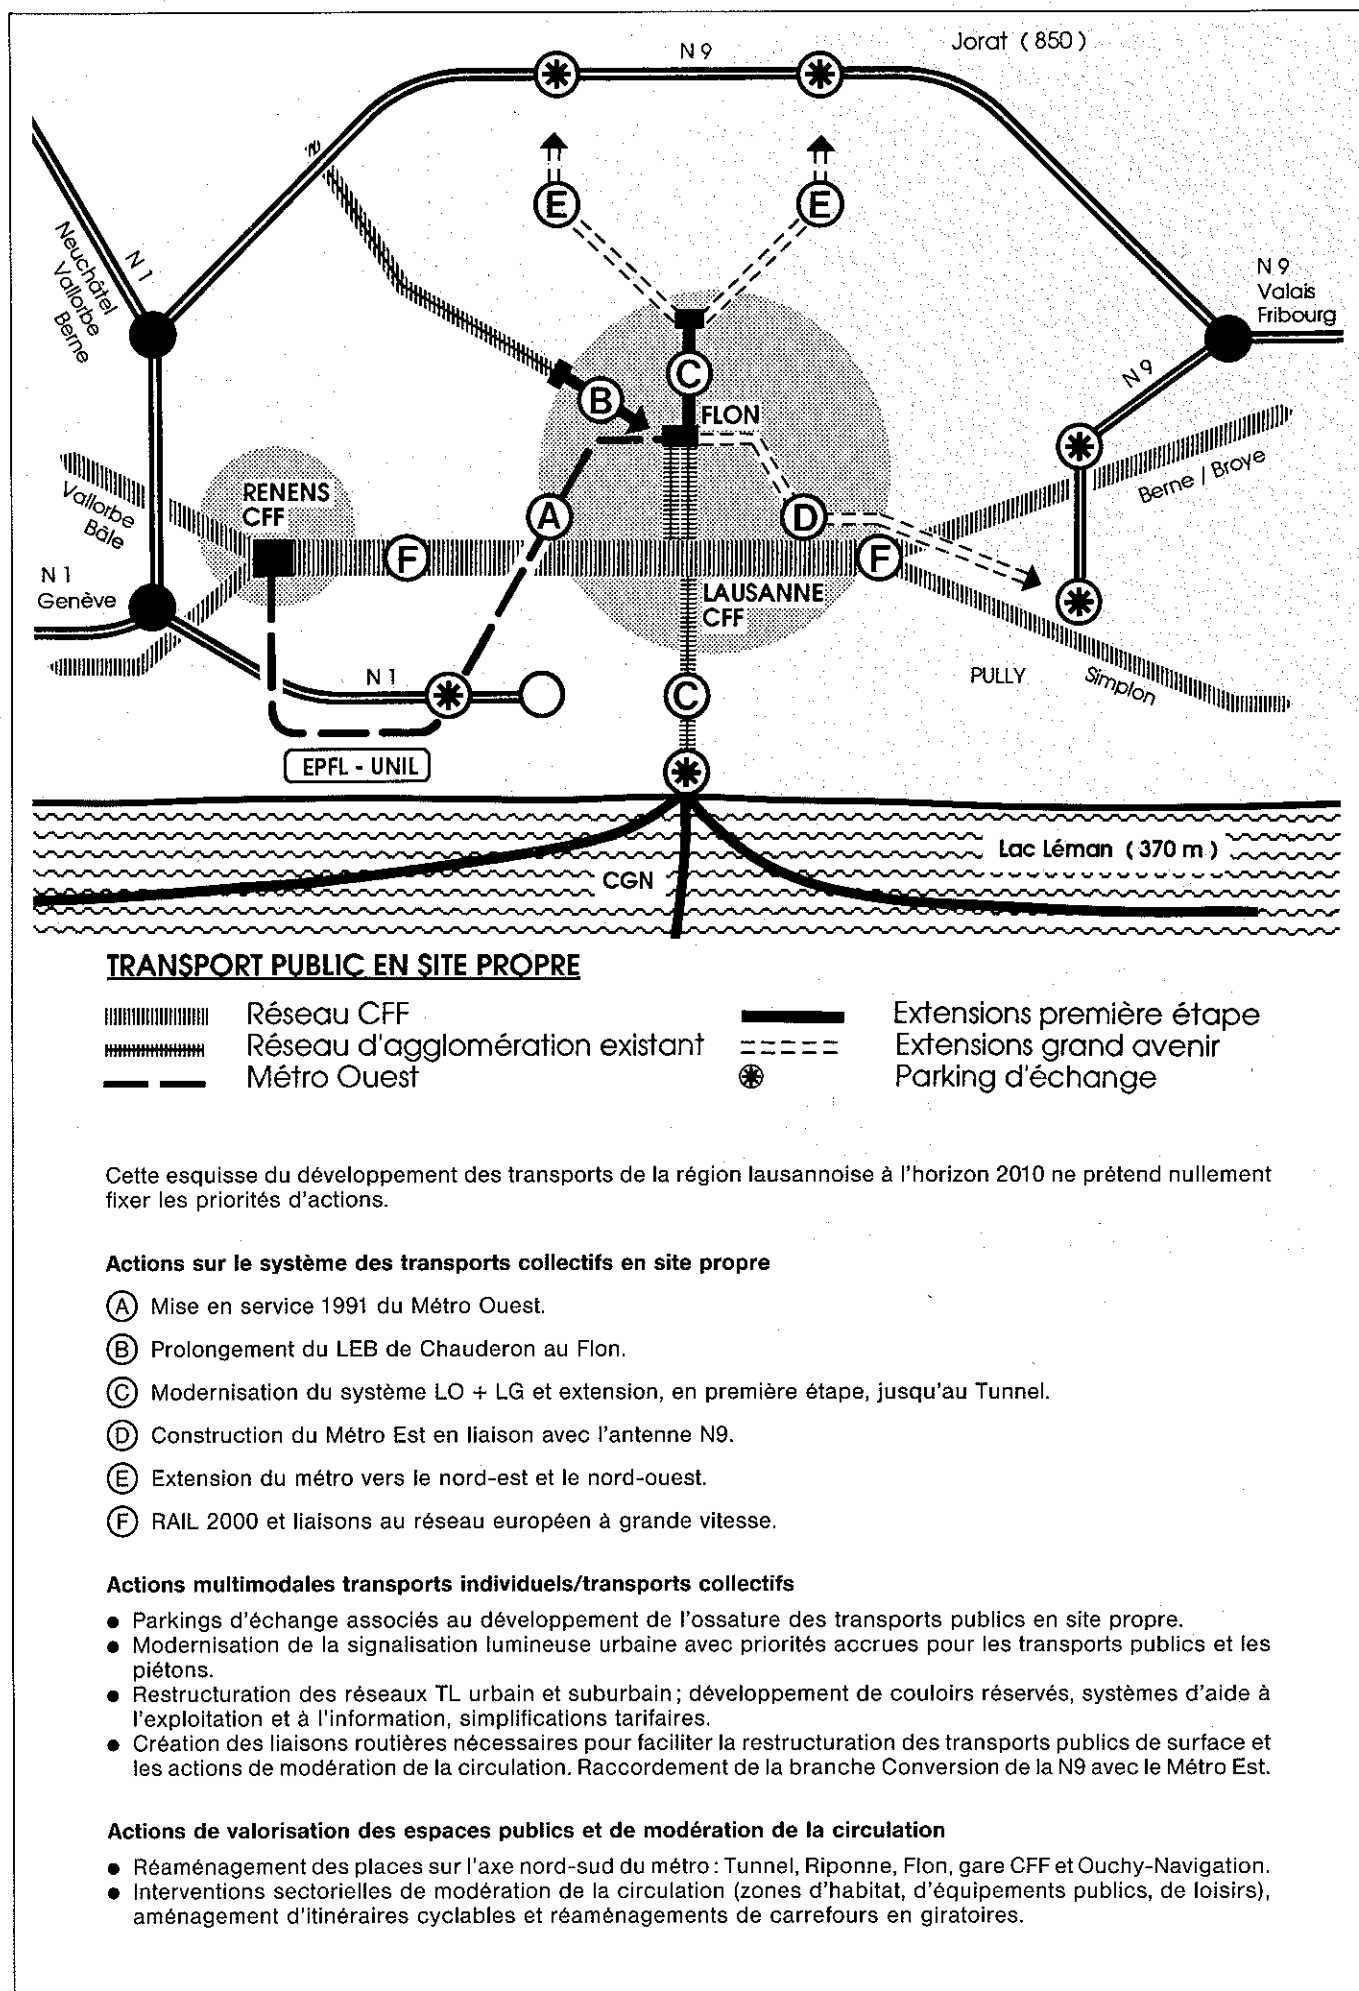 N 9
Jorat ( 850 )
E
E
Neuchâtel
Vallorbe
Berne
N 1
N 9
Valais
Fribourg
C
N 9
B
FLON
RENENS
CFF
Vallorbe
Bâle
Berne / Broye
A
D
F
F
N 1
Genève
LAUSANNE
CFF
N 1
C
PULLY
Simplon
EPFL - UNIL
Lac Léman ( 370 m )
CGN
TRANSPORT PUBLIC EN SITE PROPRE
Réseau CFF
Réseau d'agglomération existant
Métro Ouest
Extensions première étape
Extensions grand avenir
Parking d'échange
Cette esquisse du développement des transports de la région lausannoise à l'horizon 2010 ne prétend nullement
fixer les priorités d'actions.
Actions sur le système des transports collectifs en site propre
A Mise en service 1991 du Métro Ouest.
B Prolongement du LEB de Chauderon au Flon.
C Modernisation du système LO + LG et extension, en première étape, jusqu'au Tunnel.
D Construction du Métro Est en liaison avec l'antenne N9.
E Extension du métro vers le nord-est et le nord-ouest.
F RAIL 2000 et liaisons au réseau européen à grande vitesse.
Actions multimodales transports individuels/transports collectifs
● Parkings d'échange associés au développement de l'ossature des transports publics en site propre.
● Modernisation de la signalisation lumineuse urbaine avec priorités accrues pour les transports publics et les
piétons.
● Restructuration des réseaux TL urbain et suburbain ; développement de couloirs réservés, systèmes d'aide à
l'exploitation et à l'information, simplifications tarifaires.
● Création des liaisons routières nécessaires pour faciliter la restructuration des transports publics de surface et
les actions de modération de la circulation. Raccordement de la branche Conversion de la N9 avec le Métro Est.
Actions de valorisation des espaces publics et de modération de la circulation
● Réaménagement des places sur l'axe nord-sud du métro : Tunnel, Riponne, Flon, gare CFF et Ouchy-Navigation.
● Interventions sectorielles de modération de la circulation (zones d'habitat, d'équipements publics, de loisirs),
aménagement d'itinéraires cyclables et réaménagements de carrefours en giratoires.